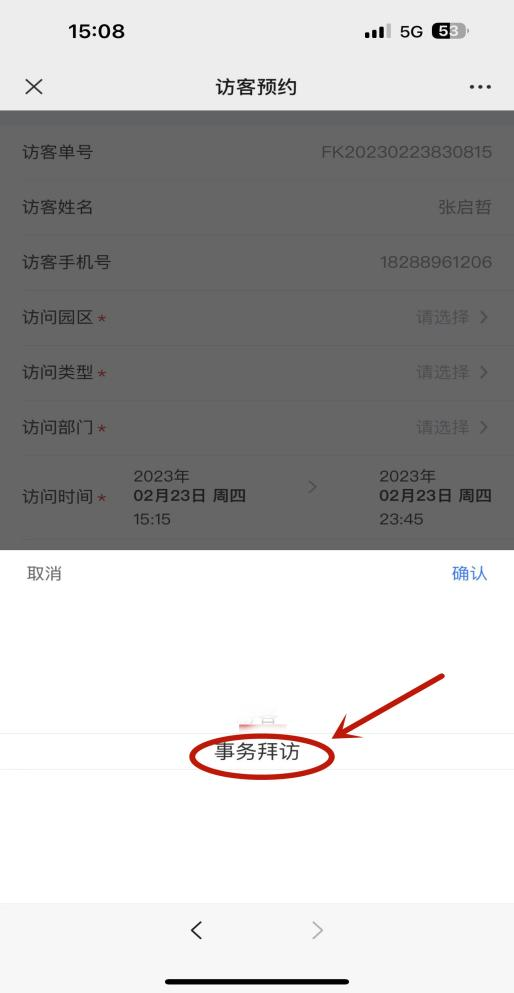 15:08
5G
53
访客预约
访客单号 FK20230223830815
访客姓名 张启哲
访客手机号 18288961206
访问园区* 请选择
访问类型* 请选择
访问部门* 请选择
访问时间*
2023年
02月23日 周四
15:15
2023年
02月23日 周四
23:45
取消 确认
事务拜访